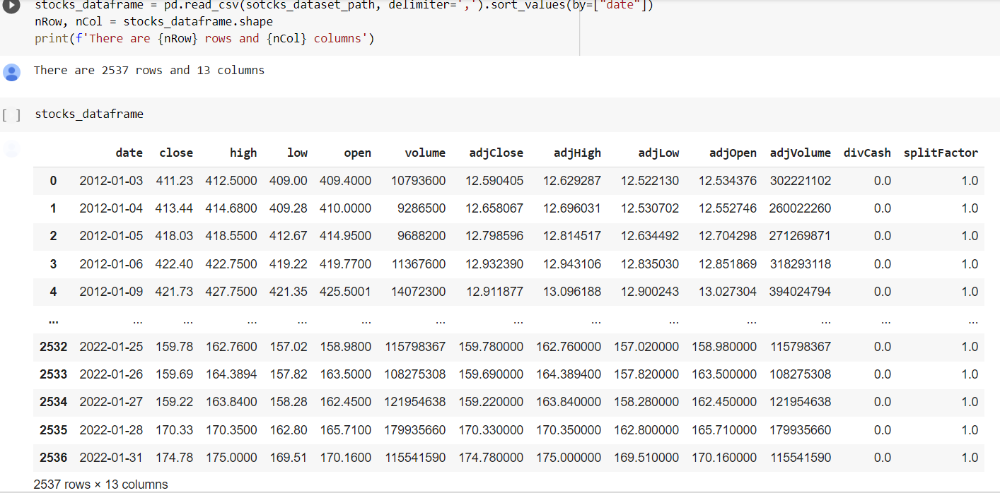 stocks_dataframe = pd.read_csv(sotcks_dataset_path, delimiter=',').sort_values(by=["date"])
nRow, nCol = stocks_dataframe.shape
print(f'There are {nRow} rows and {nCol} columns')
There are 2537 rows and 13 columns
[ ] stocks_dataframe
date close high low open volume adjClose adjHigh adjLow adjOpen adjVolume divCash splitFactor
0 2012-01-03 411.23 412.5000 409.00 409.4000 10793600 12.590405 12.629287 12.522130 12.534376 302221102 0.0 1.0
1 2012-01-04 413.44 414.6800 409.28 410.0000 9286500 12.658067 12.696031 12.530702 12.552746 260022260 0.0 1.0
2 2012-01-05 418.03 418.5500 412.67 414.9500 9688200 12.798596 12.814517 12.634492 12.704298 271269871 0.0 1.0
3 2012-01-06 422.40 422.7500 419.22 419.7700 11367600 12.932390 12.943106 12.835030 12.851869 318293118 0.0 1.0
4 2012-01-09 421.73 427.7500 421.35 425.5001 14072300 12.911877 13.096188 12.900243 13.027304 394024794 0.0 1.0
... ... ... ... ... ... ... ... ... ... ... ... ... ...
2532 2022-01-25 159.78 162.7600 157.02 158.9800 115798367 159.780000 162.760000 157.020000 158.980000 115798367 0.0 1.0
2533 2022-01-26 159.69 164.3894 157.82 163.5000 108275308 159.690000 164.389400 157.820000 163.500000 108275308 0.0 1.0
2534 2022-01-27 159.22 163.8400 158.28 162.4500 121954638 159.220000 163.840000 158.280000 162.450000 121954638 0.0 1.0
2535 2022-01-28 170.33 170.3500 162.80 165.7100 179935660 170.330000 170.350000 162.800000 165.710000 179935660 0.0 1.0
2536 2022-01-31 174.78 175.0000 169.51 170.1600 115541590 174.780000 175.000000 169.510000 170.160000 115541590 0.0 1.0
2537 rows × 13 columns